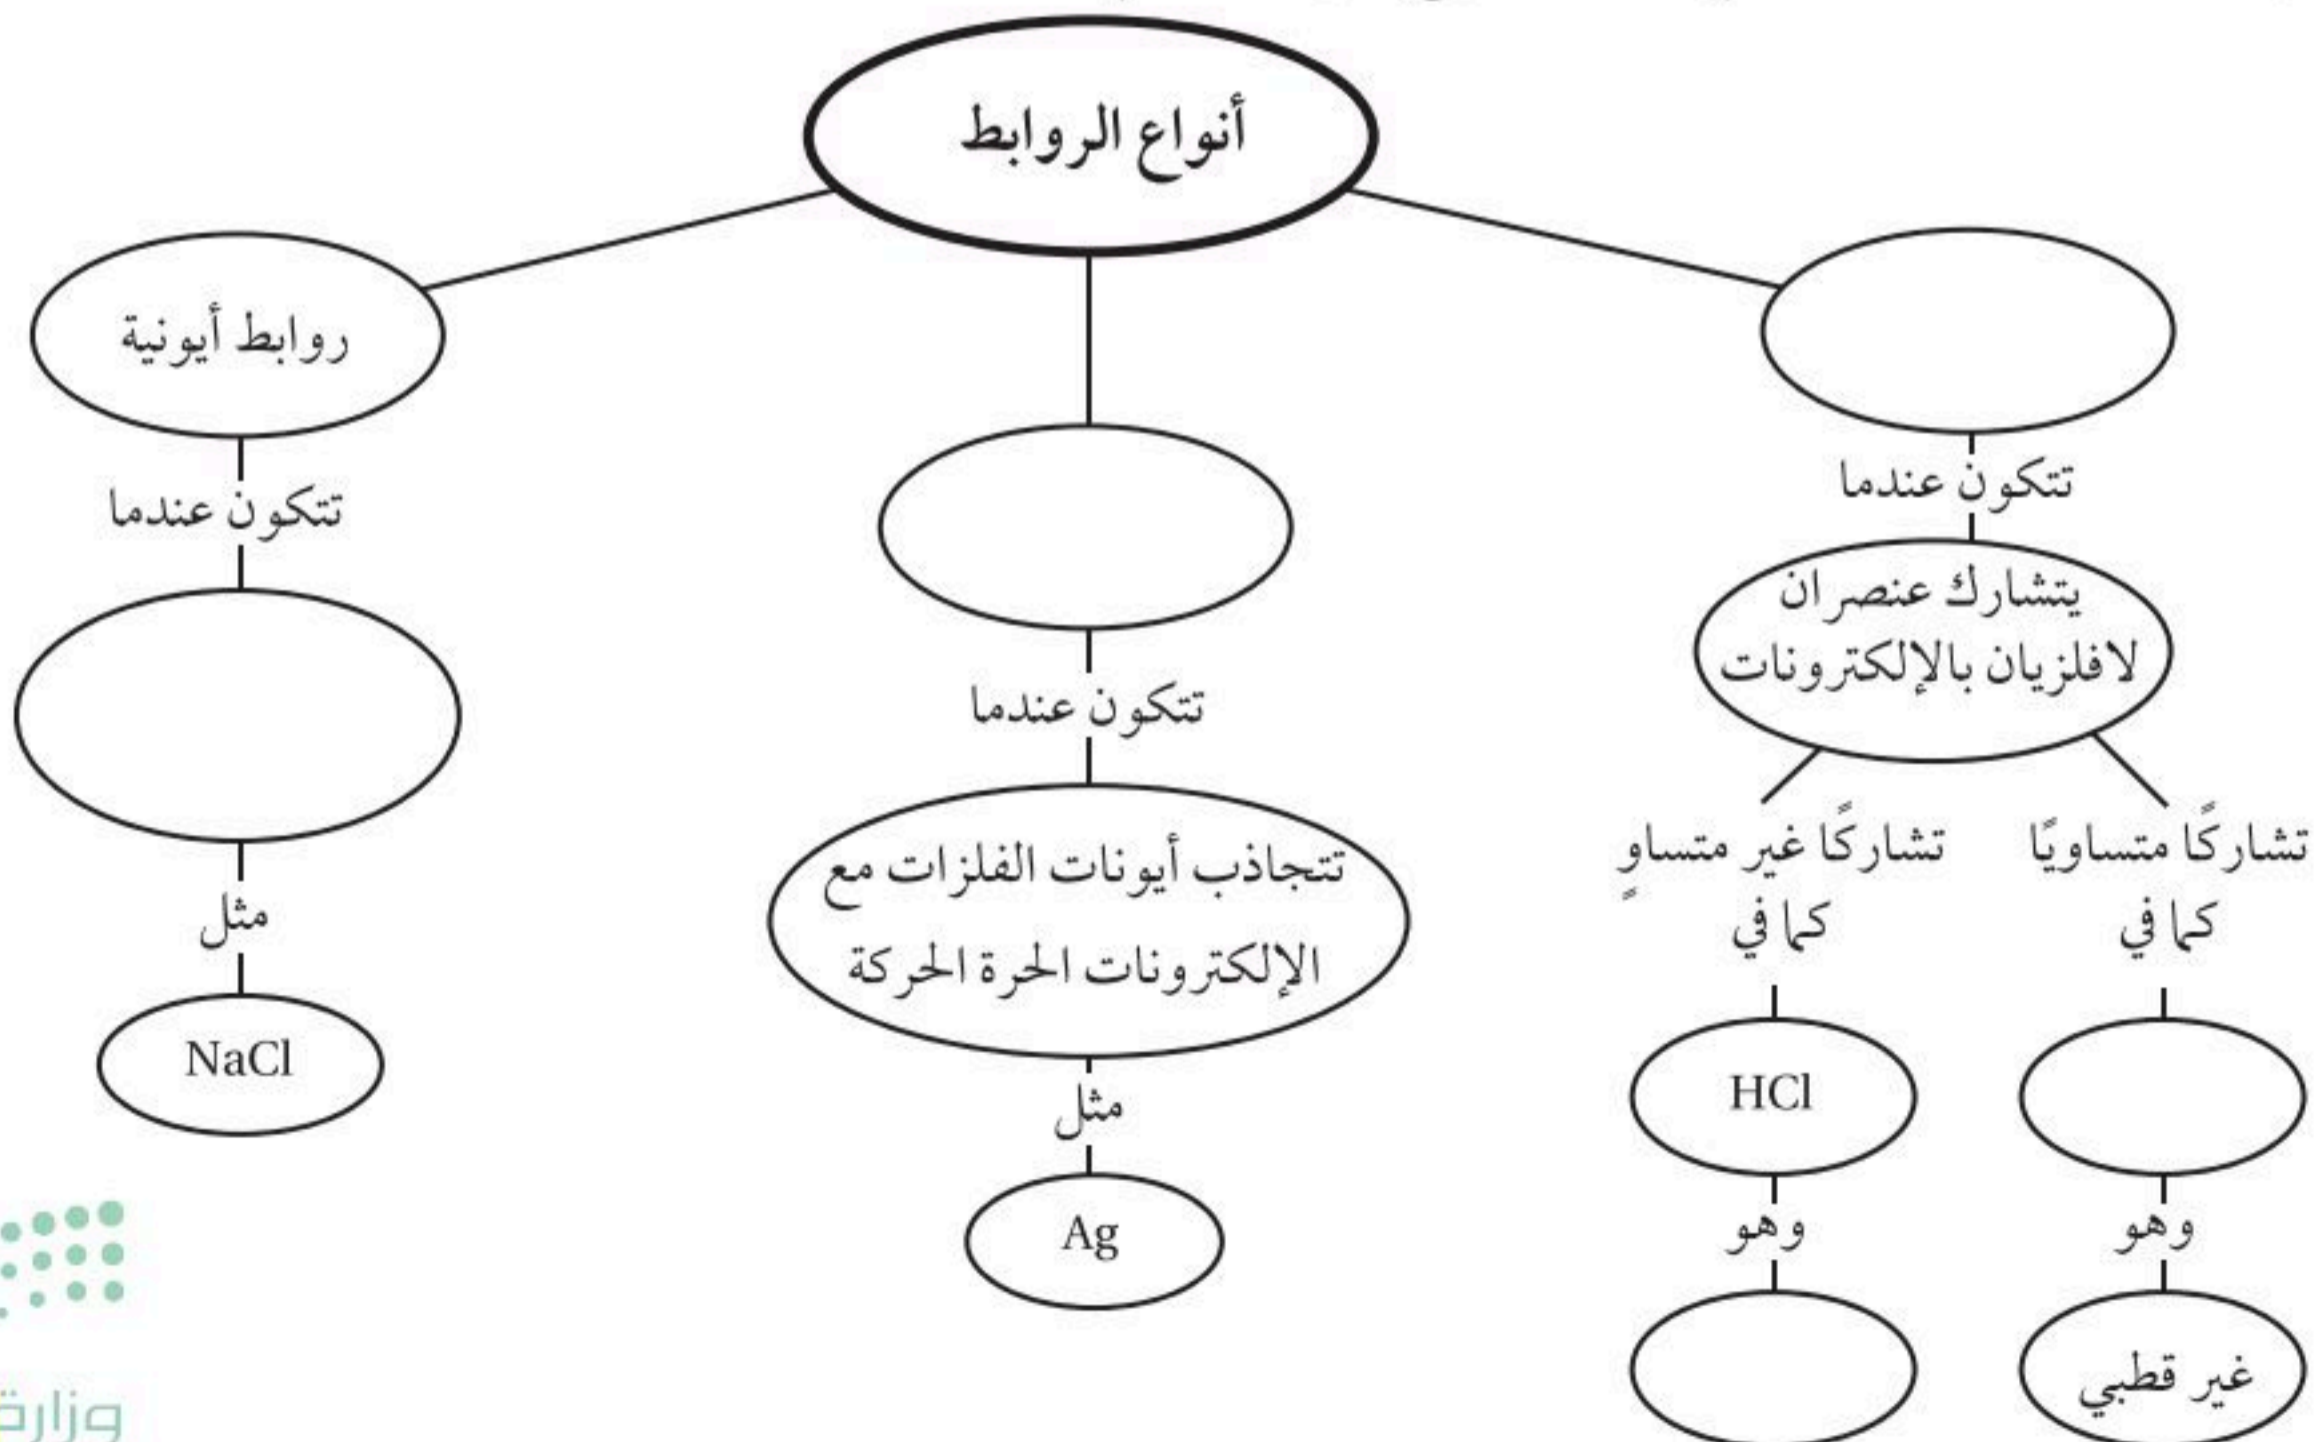 أنواع الروابط
تتكون عندما
يتشارك عنصران
لافلزيان بالإلكترونات
تشاركًا متساويًا
كما في
وهو
غير قطبي
تشاركًا غير متساوٍ
كما في
HCl
وهو
تتكون عندما
تتجاذب أيونات الفلزات مع
الإلكترونات الحرة الحركة
مثل
Ag
روابط أيونية
تتكون عندما
مثل
NaCl
وزارة